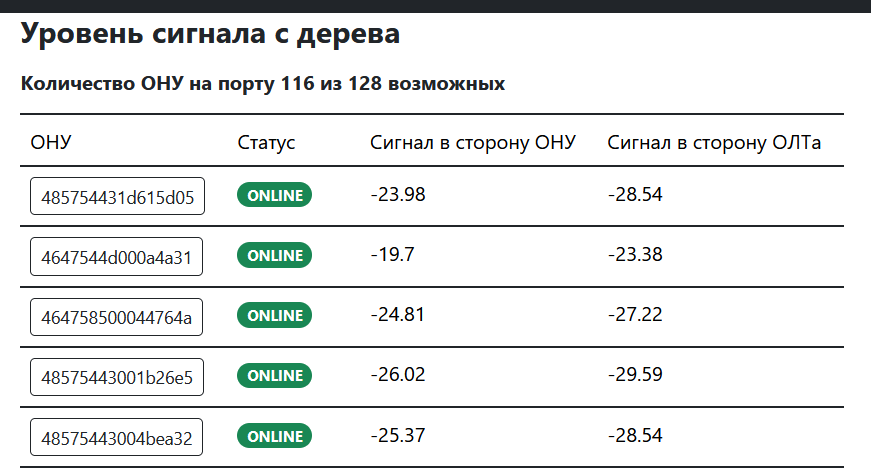 Уровень сигнала с дерева
Количество ОНУ на порту 116 из 128 возможных
ОНУ Статус Сигнал в сторону ОНУ Сигнал в сторону ОЛТа
485754431d615d05 ONLINE -23.98 -28.54
4647544d000a4a31 ONLINE -19.7 -23.38
464758500044764a ONLINE -24.81 -27.22
48575443001b26e5 ONLINE -26.02 -29.59
48575443004bea32 ONLINE -25.37 -28.54